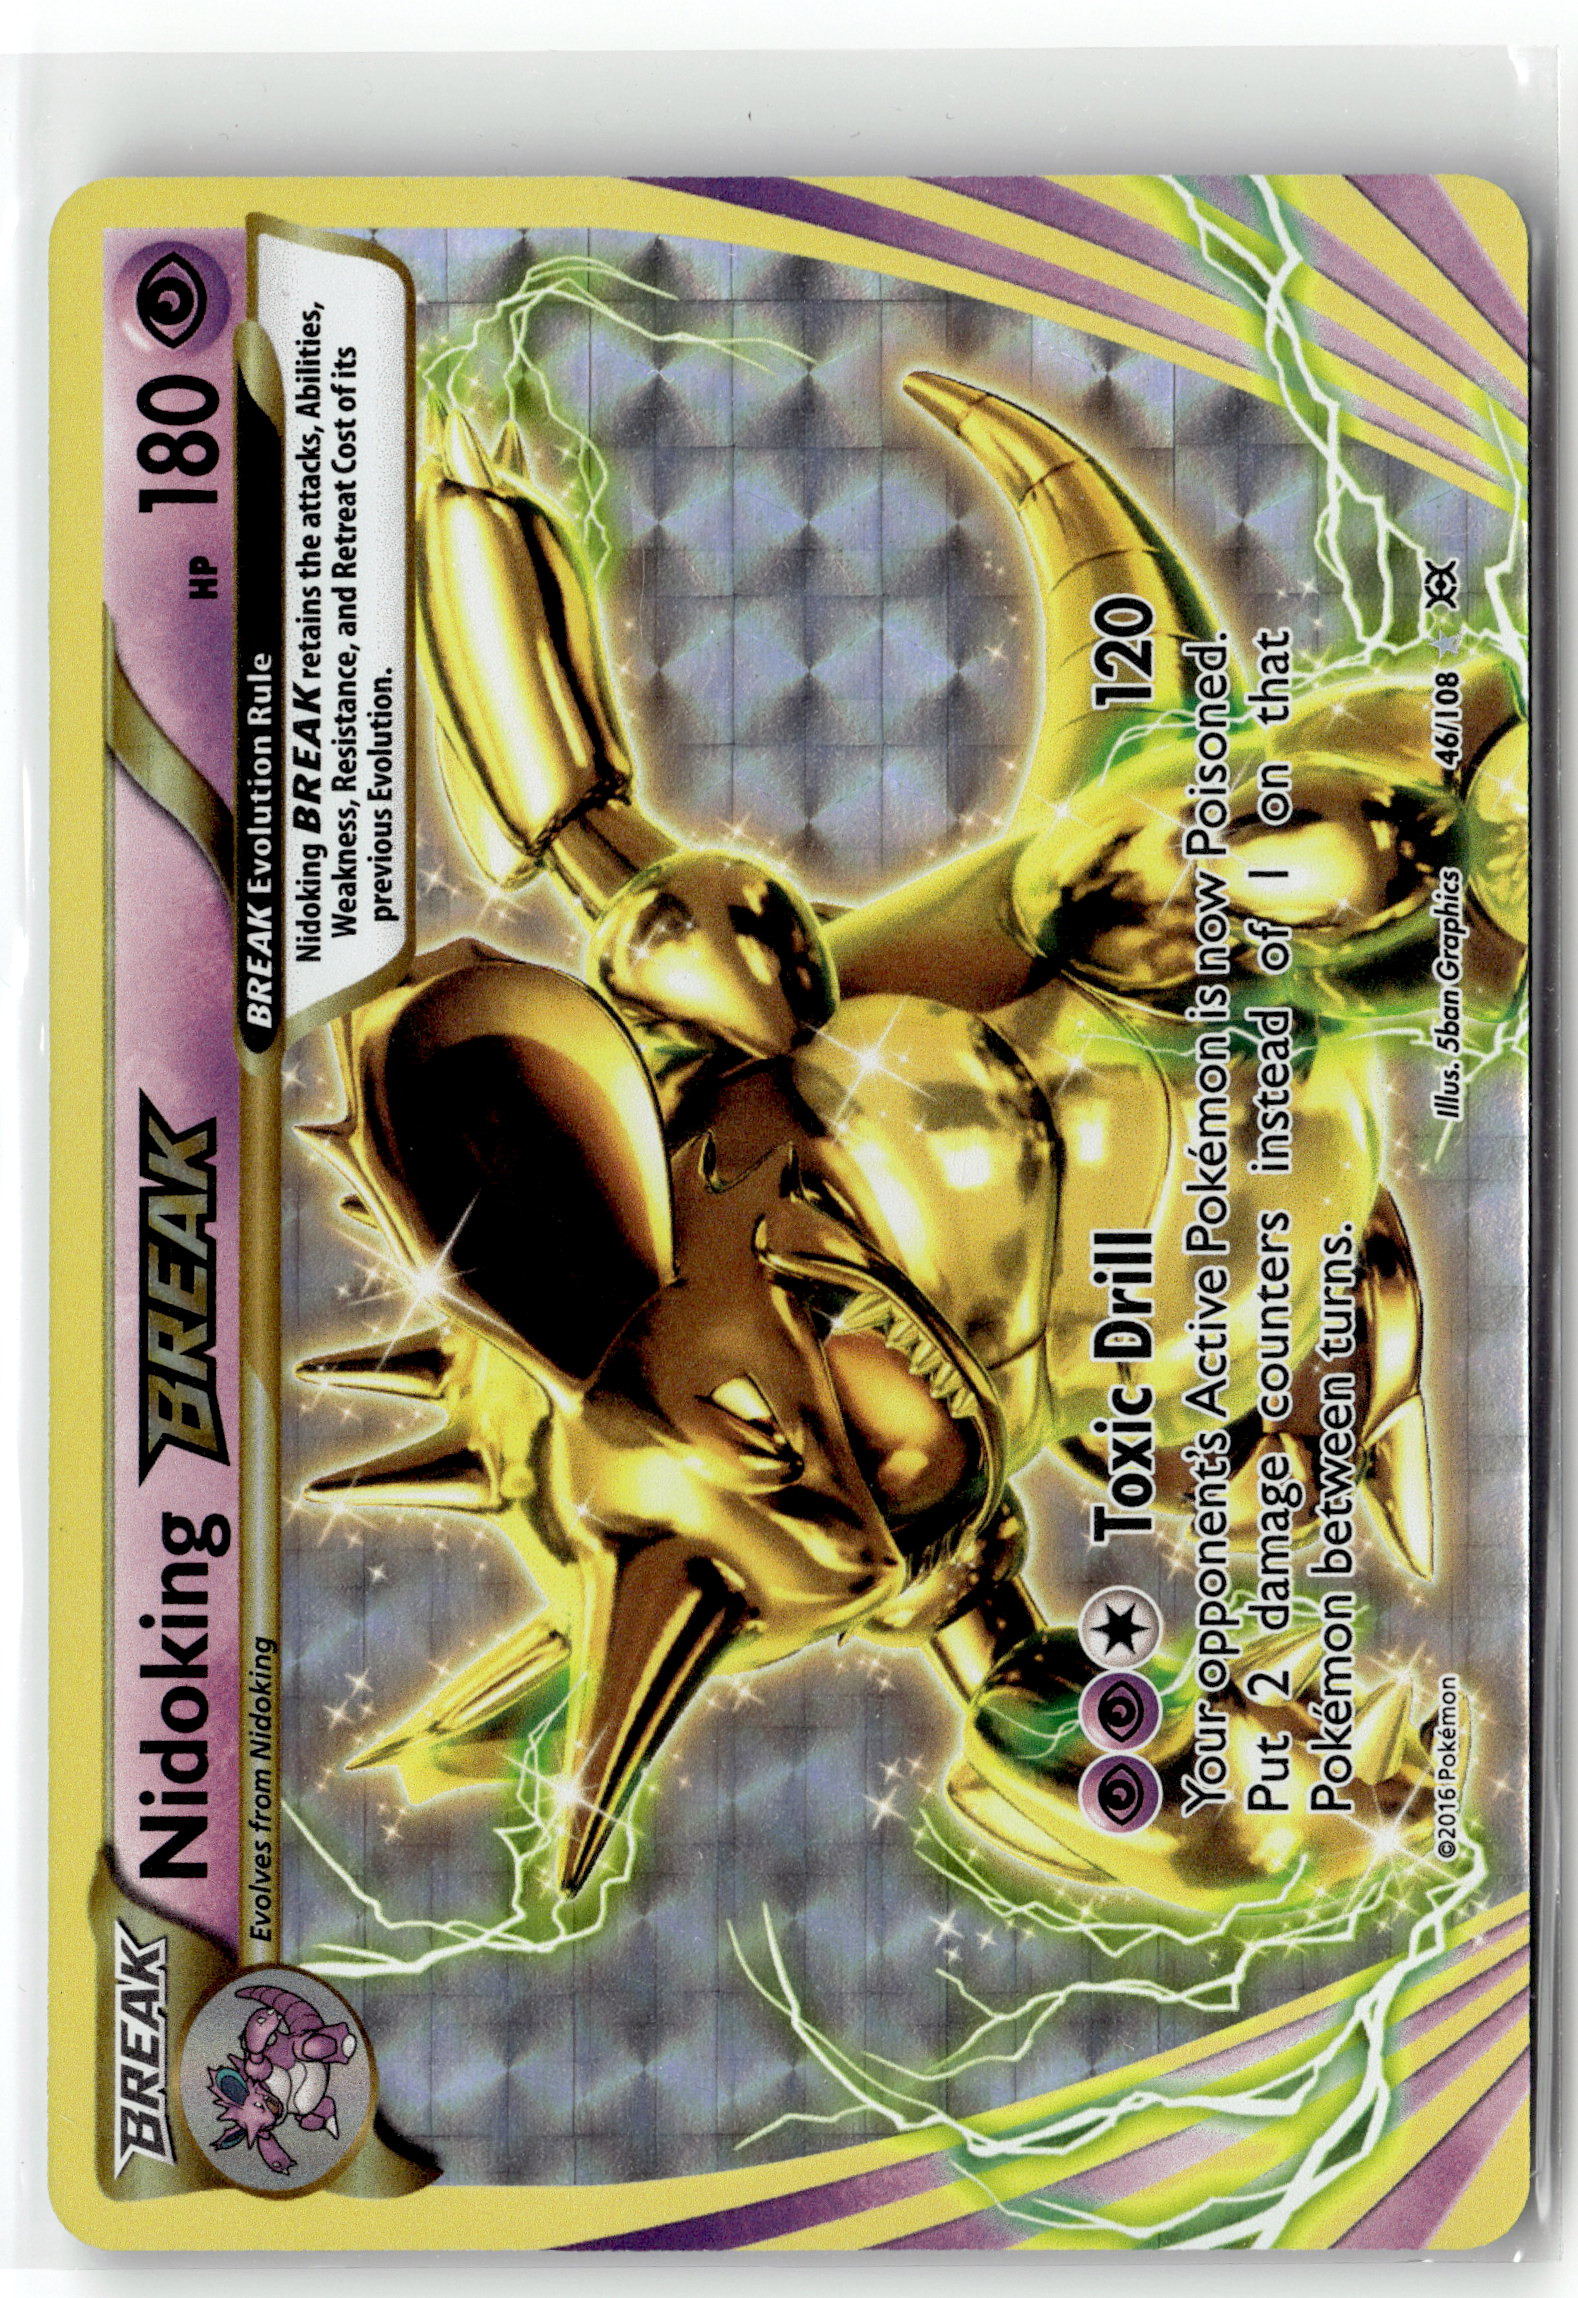 BREAK
Nidoking BREAK HP 180
Evolves from Nidoking
BREAK Evolution Rule
Nidoking BREAK retains the attacks, Abilities,
Weakness, Resistance, and Retreat Cost of its
previous Evolution.
Toxic Drill 120
Your opponent's Active Pokémon is now Poisoned.
Put 2 damage counters instead of 1 on that
Pokémon between turns.
©2016 Pokémon Illus. 5ban Graphics 46/108